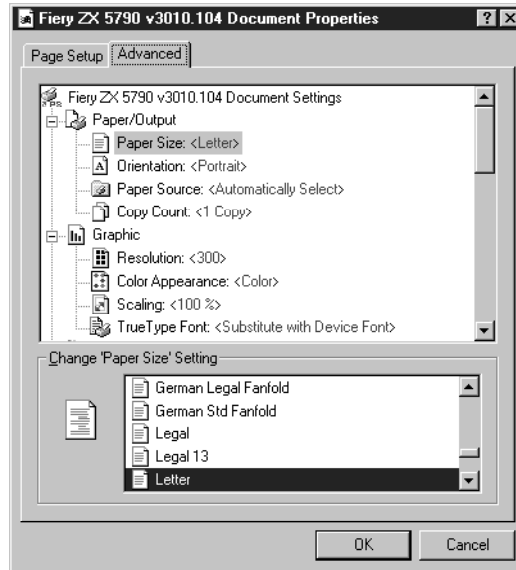 Fiery ZX 5790 v3010.104 Document Properties
Page Setup Advanced
Fiery ZX 5790 v3010.104 Document Settings
Paper/Output
Paper Size: <Letter>
Orientation: <Portrait>
Paper Source: <Automatically Select>
Copy Count: <1 Copy>
Graphic
Resolution: <300>
Color Appearance: <Color>
Scaling: <100 %>
TrueType Font: <Substitute with Device Font>
Change 'Paper Size' Setting
German Legal Fanfold
German Std Fanfold
Legal
Legal 13
Letter
OK Cancel